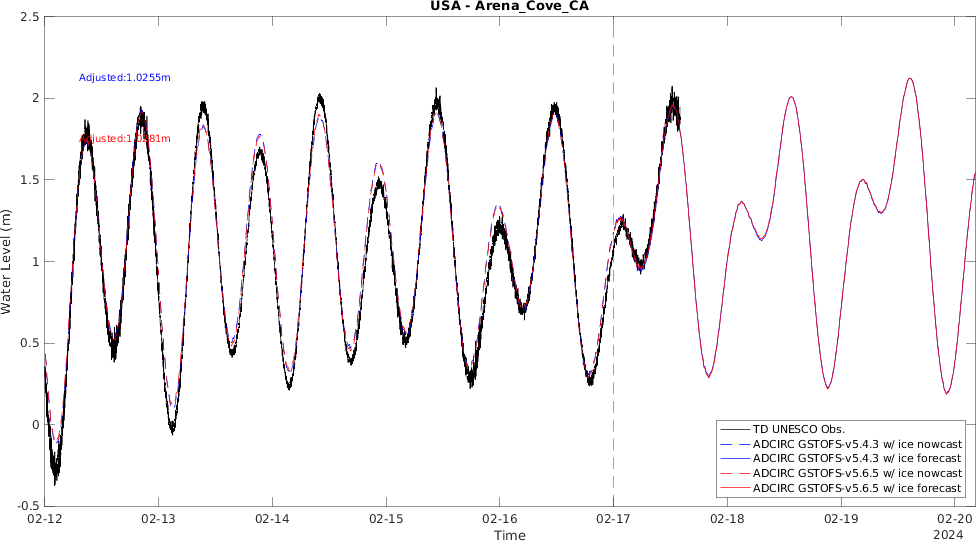 USA - Arena_Cove_CA
2.5
2
1.5
1
0.5
0
-0.5
Water Level (m)
Adjusted:1.0255m
02-12
02-13
02-14
02-15
02-16
02-17
02-18
02-19
02-20
2024
Time
TD UNESCO Obs.
ADCIRC GSTOFS-v5.4.3 w/ ice nowcast
ADCIRC GSTOFS-v5.4.3 w/ ice forecast
ADCIRC GSTOFS-v5.6.5 w/ ice nowcast
ADCIRC GSTOFS-v5.6.5 w/ ice forecast